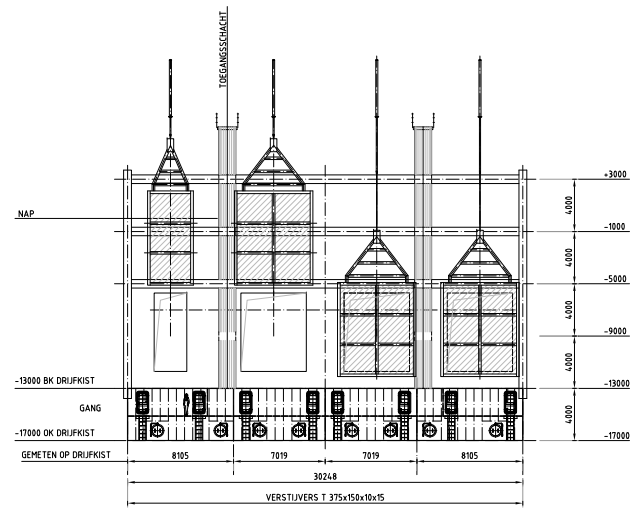 TOEGANGSSCHACHT
+3000
4000
NAP
-1000
4000
-5000
4000
-9000
4000
-13000 BK DRIJFKIST
-13000
GANG
4000
-17000 OK DRIJFKIST
-17000
GEMETEN OP DRIJFKIST
8105
7019
7019
8105
30248
VERSTIJVERS T 375x150x10x15